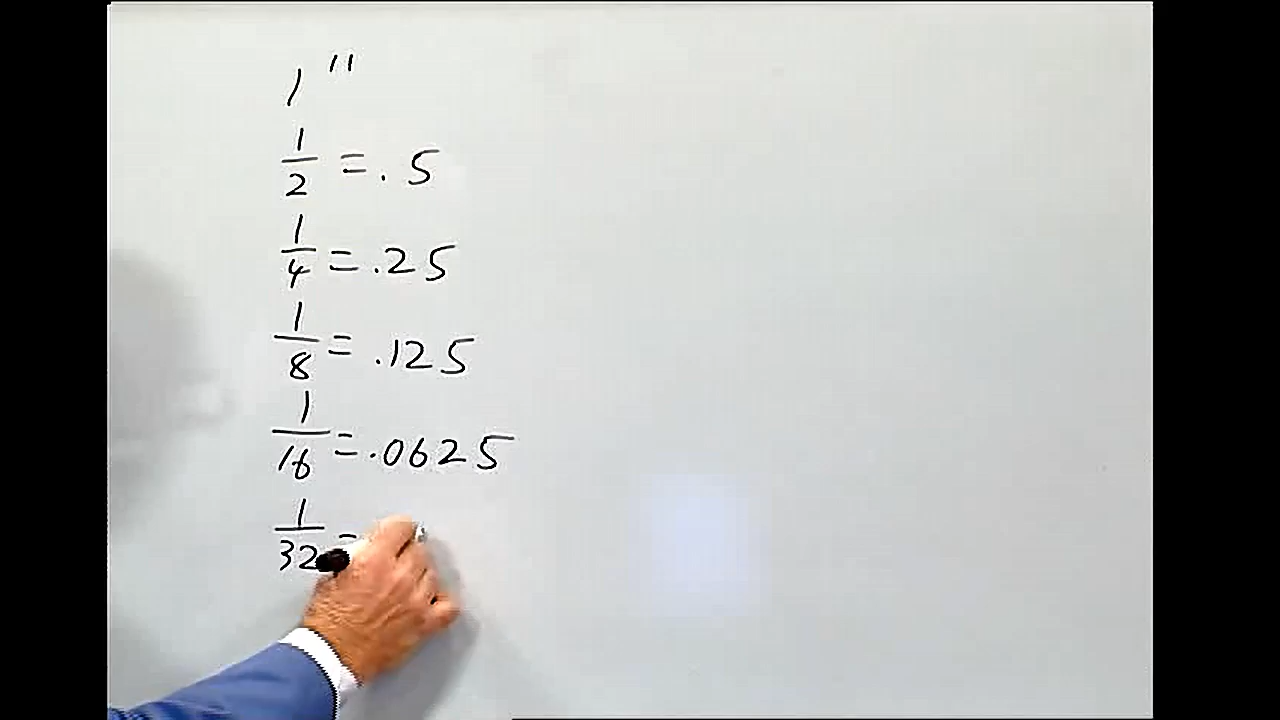 1"
1/2 = .5
1/4 = .25
1/8 = .125
1/16 = .0625
1/32 =